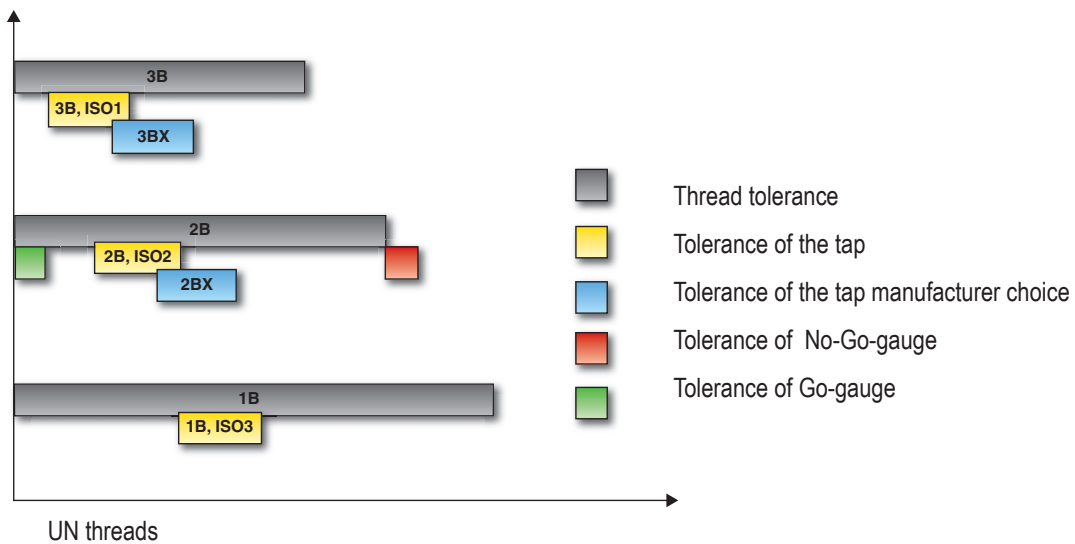 3B
3B, ISO1
3BX
2B
2B, ISO2
2BX
1B
1B, ISO3
Thread tolerance
Tolerance of the tap
Tolerance of the tap manufacturer choice
Tolerance of No-Go-gauge
Tolerance of Go-gauge
UN threads